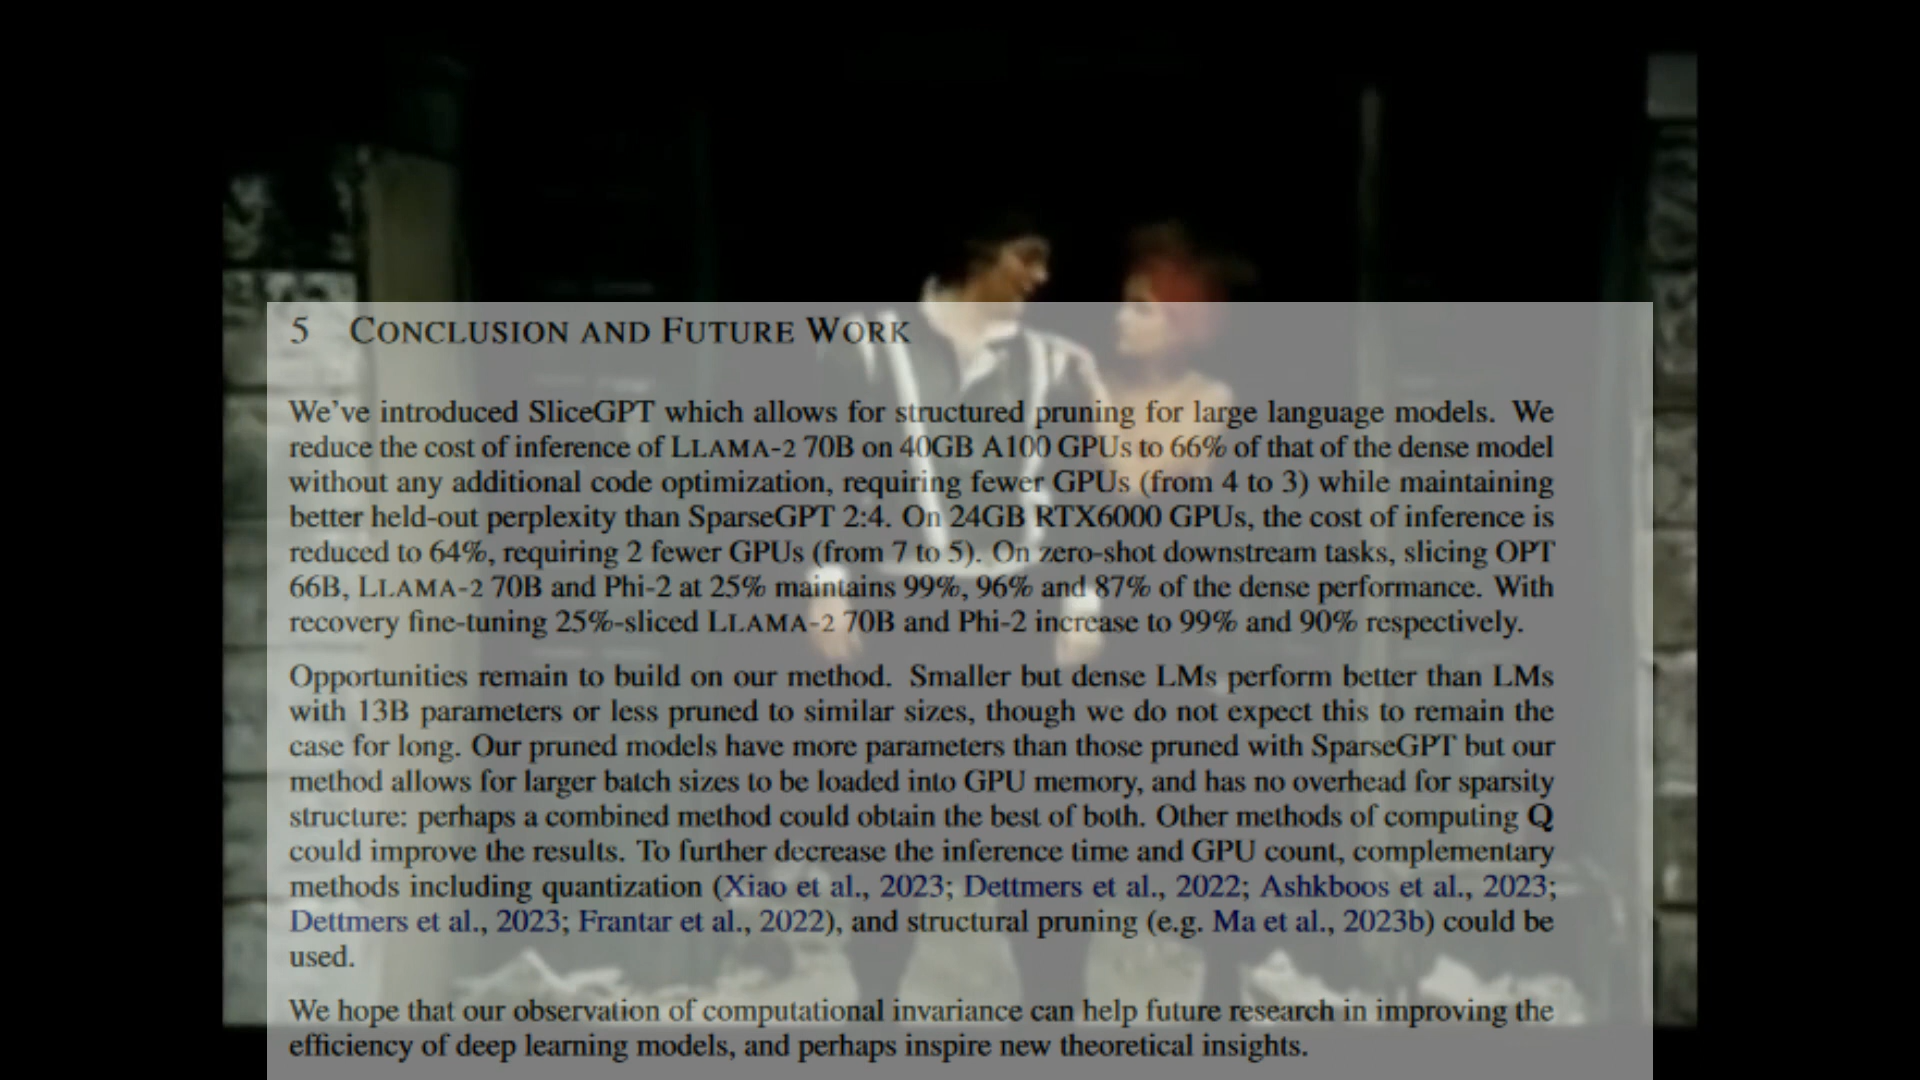 5 CONCLUSION AND FUTURE WORK
We've introduced SliceGPT which allows for structured pruning for large language models. We
reduce the cost of inference of LLAMA-2 70B on 40GB A100 GPUs to 66% of that of the dense model
without any additional code optimization, requiring fewer GPUs (from 4 to 3) while maintaining
better held-out perplexity than SparseGPT 2:4. On 24GB RTX6000 GPUs, the cost of inference is
reduced to 64%, requiring 2 fewer GPUs (from 7 to 5). On zero-shot downstream tasks, slicing OPT
66B, LLAMA-2 70B and Phi-2 at 25% maintains 99%, 96% and 87% of the dense performance. With
recovery fine-tuning 25%-sliced LLAMA-2 70B and Phi-2 increase to 99% and 90% respectively.
Opportunities remain to build on our method. Smaller but dense LMs perform better than LMs
with 13B parameters or less pruned to similar sizes, though we do not expect this to remain the
case for long. Our pruned models have more parameters than those pruned with SparseGPT but our
method allows for larger batch sizes to be loaded into GPU memory, and has no overhead for sparsity
structure: perhaps a combined method could obtain the best of both. Other methods of computing Q
could improve the results. To further decrease the inference time and GPU count, complementary
methods including quantization (Xiao et al., 2023; Dettmers et al., 2022; Ashkboos et al., 2023;
Dettmers et al., 2023; Frantar et al., 2022), and structural pruning (e.g. Ma et al., 2023b) could be
used.
We hope that our observation of computational invariance can help future research in improving the
efficiency of deep learning models, and perhaps inspire new theoretical insights.